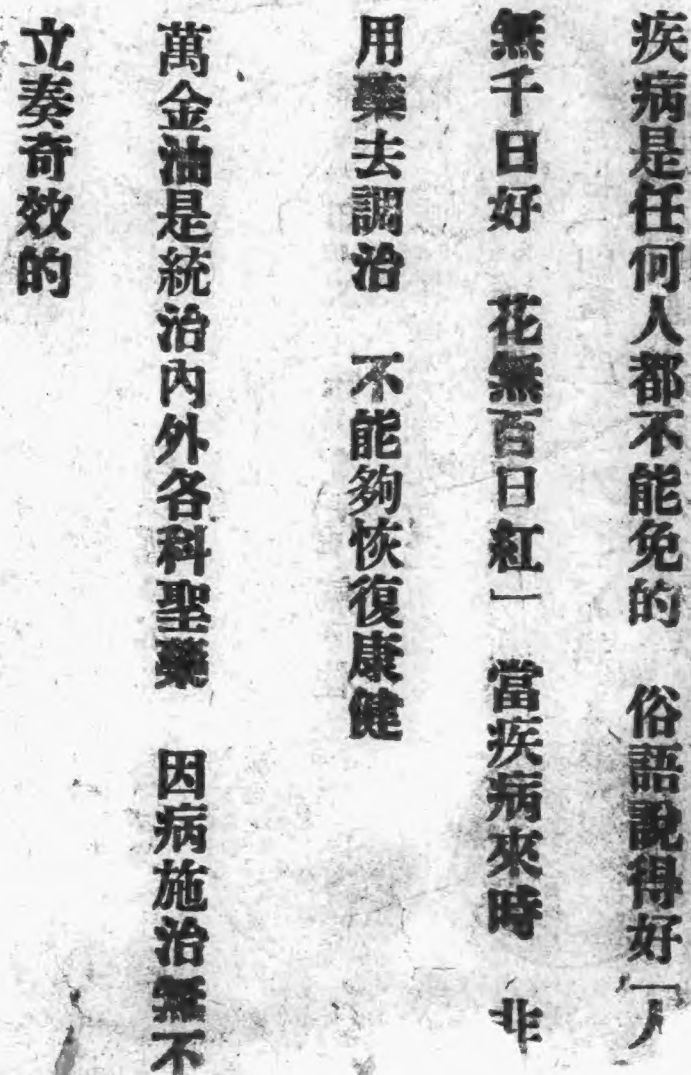 疾病是任何人都不能免的　俗語說得好「人
無千日好　花無百日紅」　當疾病來時　非
用藥去調治　不能夠恢復康健
萬金油是統治內外各科聖藥　因病施治無不
立奏奇效的